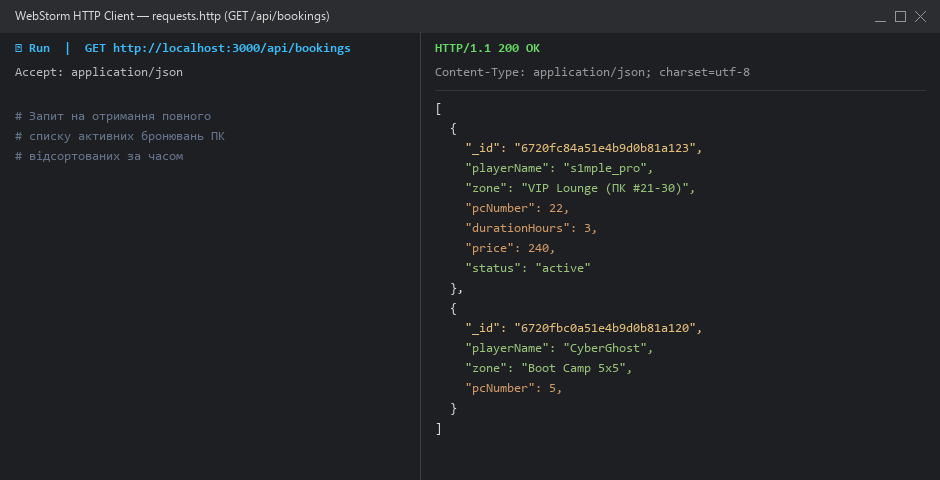 WebStorm HTTP Client — requests.http (GET /api/bookings)
Run | GET http://localhost:3000/api/bookings
Accept: application/json
# Запит на отримання повного
# списку активних бронювань ПК
# відсортованих за часом
HTTP/1.1 200 OK
Content-Type: application/json; charset=utf-8
[
{
"_id": "6720fc84a51e4b9d0b81a123",
"playerName": "s1mple_pro",
"zone": "VIP Lounge (ПК #21-30)",
"pcNumber": 22,
"durationHours": 3,
"price": 240,
"status": "active"
},
{
"_id": "6720fbc0a51e4b9d0b81a120",
"playerName": "CyberGhost",
"zone": "Boot Camp 5x5",
"pcNumber": 5,
}
]